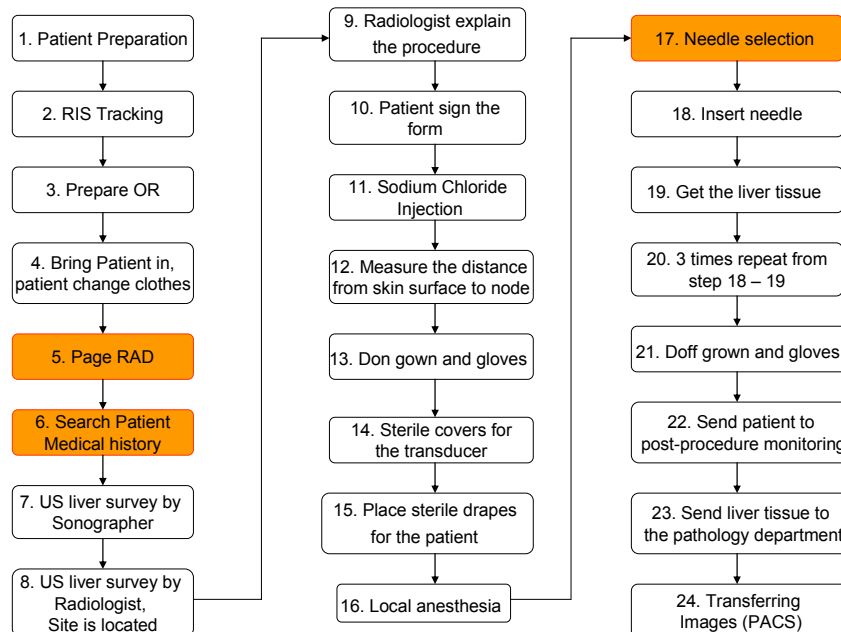 1. Patient Preparation
2. RIS Tracking
3. Prepare OR
4. Bring Patient in,
patient change clothes
5. Page RAD
6. Search Patient
Medical history
7. US liver survey by
Sonographer
8. US liver survey by
Radiologist,
Site is located
9. Radiologist explain
the procedure
10. Patient sign the
form
11. Sodium Chloride
Injection
12. Measure the distance
from skin surface to node
13. Don gown and gloves
14. Sterile covers for
the transducer
15. Place sterile drapes
for the patient
16. Local anesthesia
17. Needle selection
18. Insert needle
19. Get the liver tissue
20. 3 times repeat from
step 18 – 19
21. Doff grown and gloves
22. Send patient to
post-procedure monitoring
23. Send liver tissue to
the pathology department
24. Transferring
Images (PACS)